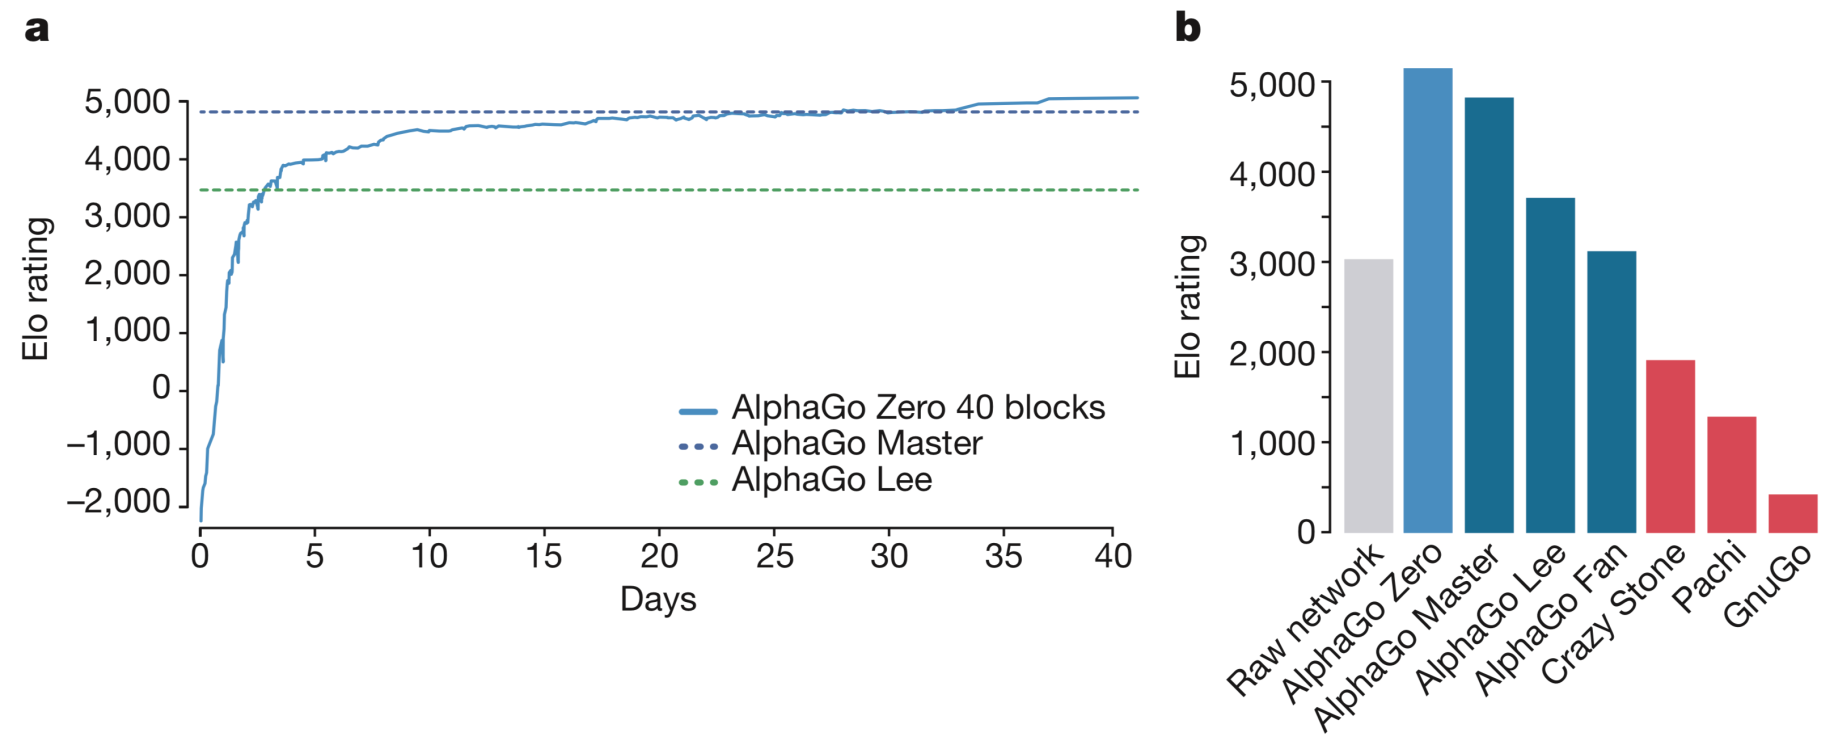 a
5,000
4,000
3,000
2,000
1,000
0
−1,000
−2,000
Elo rating
AlphaGo Zero 40 blocks
AlphaGo Master
AlphaGo Lee
0 5 10 15 20 25 30 35 40
Days
b
5,000
4,000
3,000
2,000
1,000
0
Elo rating
Raw network
AlphaGo Zero
AlphaGo Master
AlphaGo Lee
AlphaGo Fan
Crazy Stone
Pachi
GnuGo